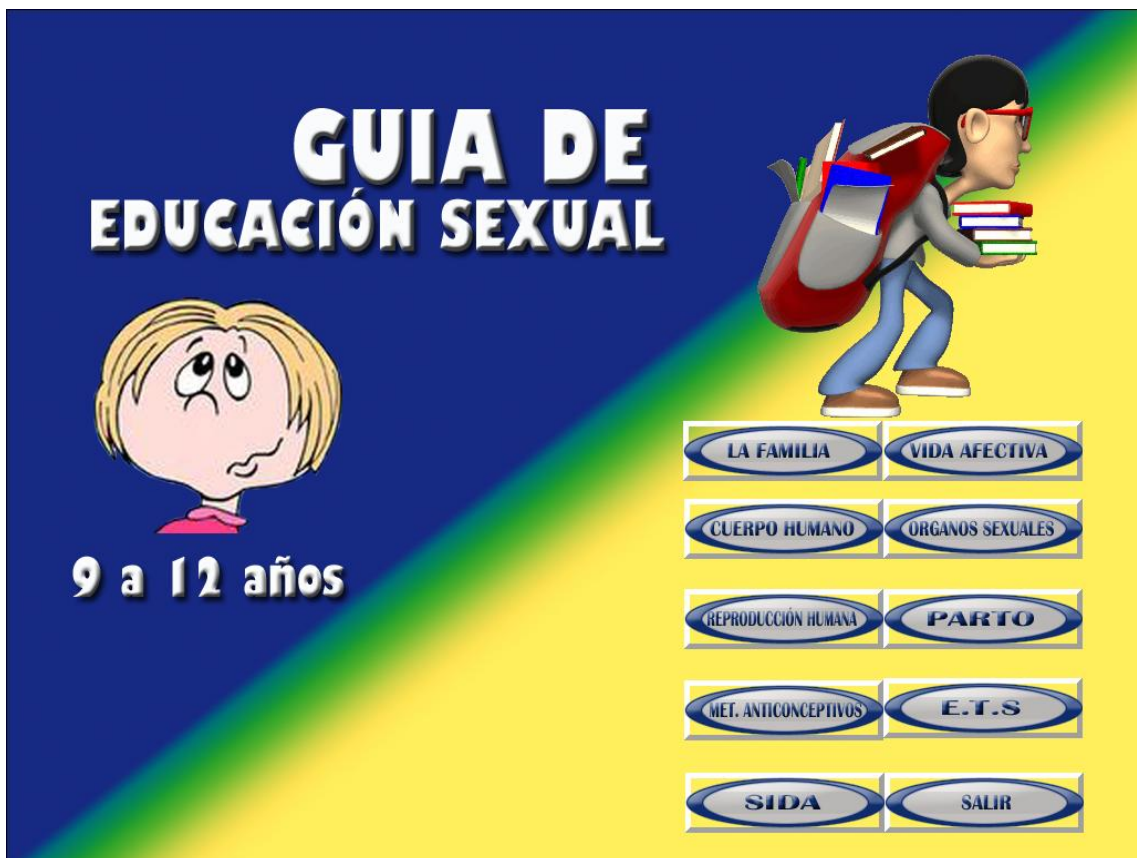 GUIA DE
EDUCACIÓN SEXUAL
9 a 12 años
LA FAMILIA
VIDA AFECTIVA
CUERPO HUMANO
ORGANOS SEXUALES
REPRODUCCIÓN HUMANA
PARTO
MET. ANTICONCEPTIVOS
E.T.S
SIDA
SALIR